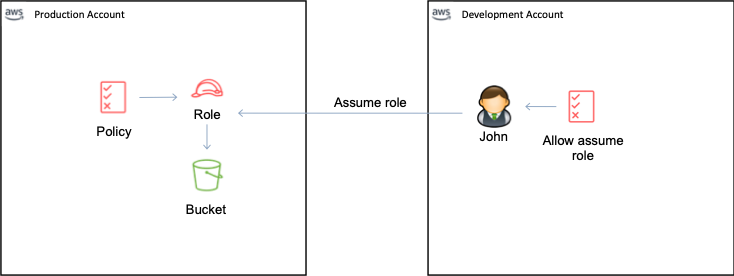 aws Production Account
aws Development Account
Policy
Role
Bucket
Assume role
John
Allow assume
role